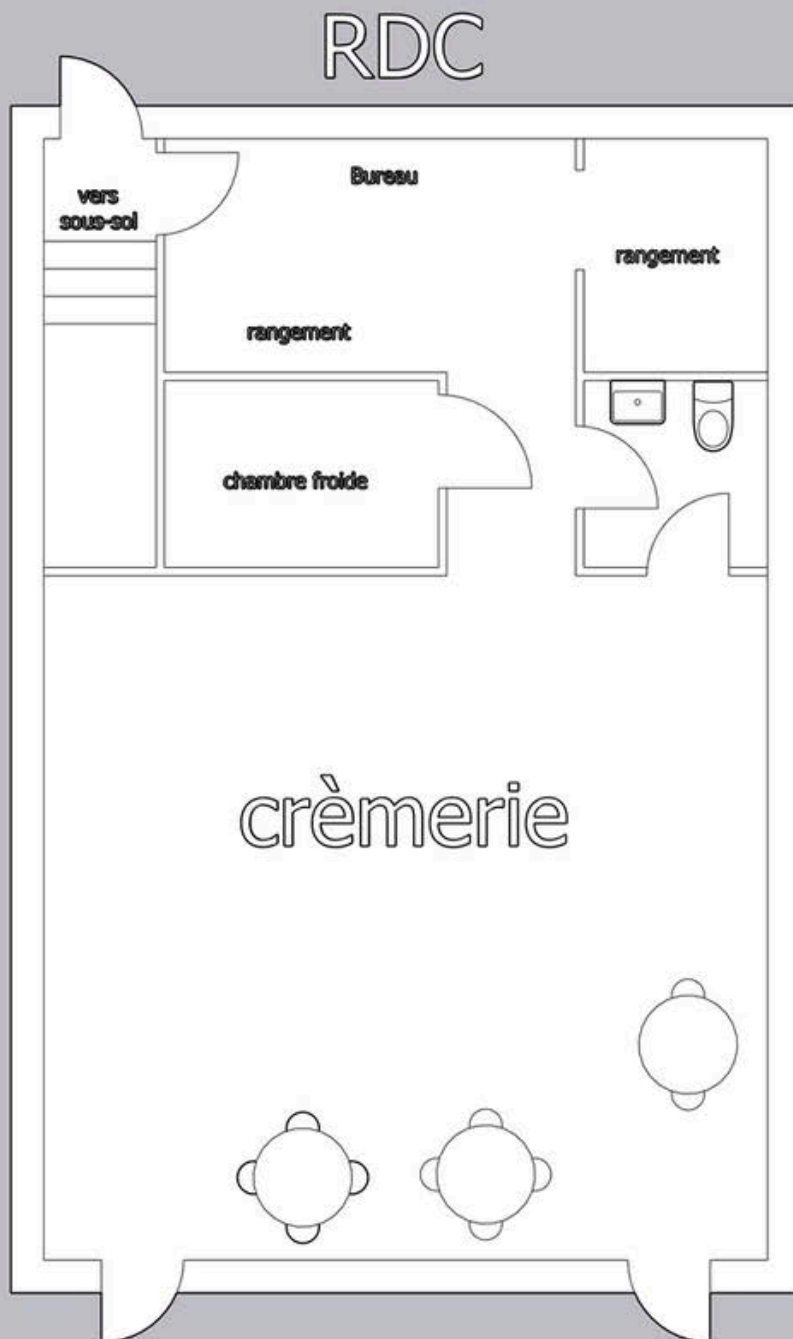 RDC
Bureau
vers
sous-sol
rangement
rangement
chambre froide
crèmerie